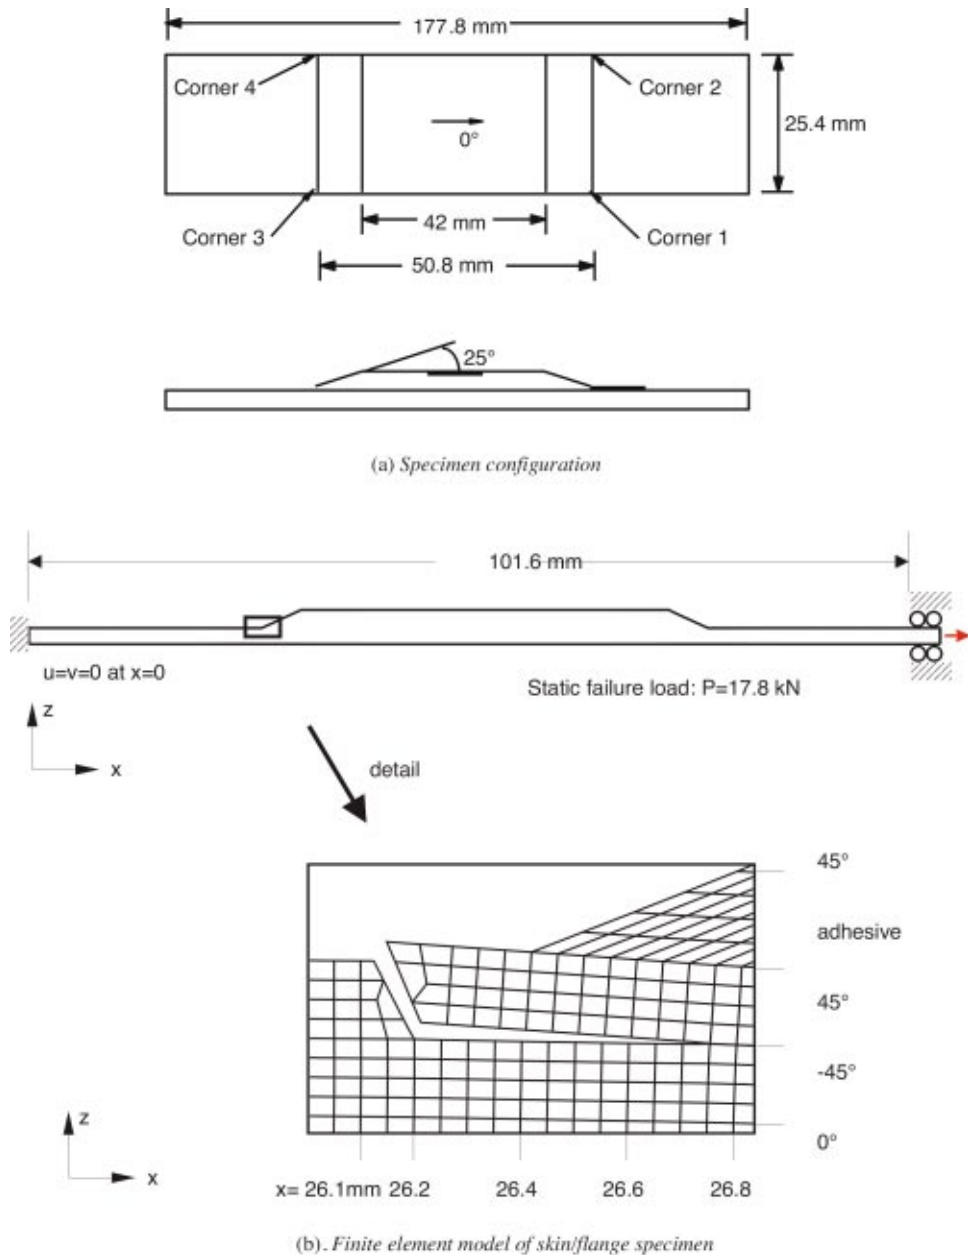 177.8 mm
Corner 4
Corner 2
0°
25.4 mm
42 mm
Corner 3
Corner 1
50.8 mm
25°
(a) Specimen configuration
101.6 mm
u=v=0 at x=0
Static failure load: P=17.8 kN
z
x
detail
45°
adhesive
45°
-45°
0°
z
x
x= 26.1mm 26.2 26.4 26.6 26.8
(b). Finite element model of skin/flange specimen